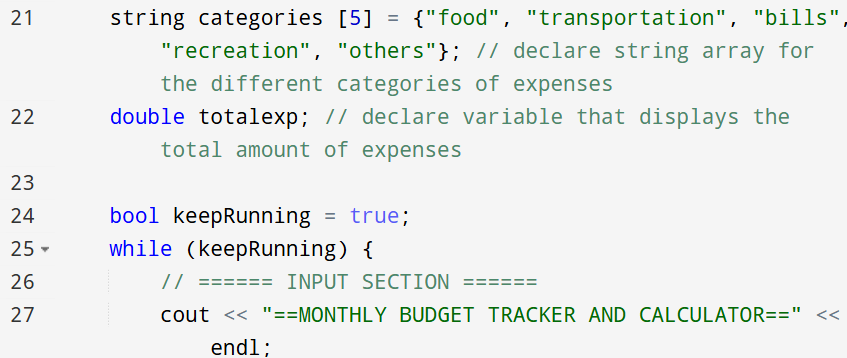 21 string categories [5] = {"food", "transportation", "bills",
"recreation", "others"}; // declare string array for
the different categories of expenses
22 double totalexp; // declare variable that displays the
total amount of expenses
23
24 bool keepRunning = true;
25 while (keepRunning) {
26 // ====== INPUT SECTION ======
27 cout << "==MONTHLY BUDGET TRACKER AND CALCULATOR==" <<
endl;